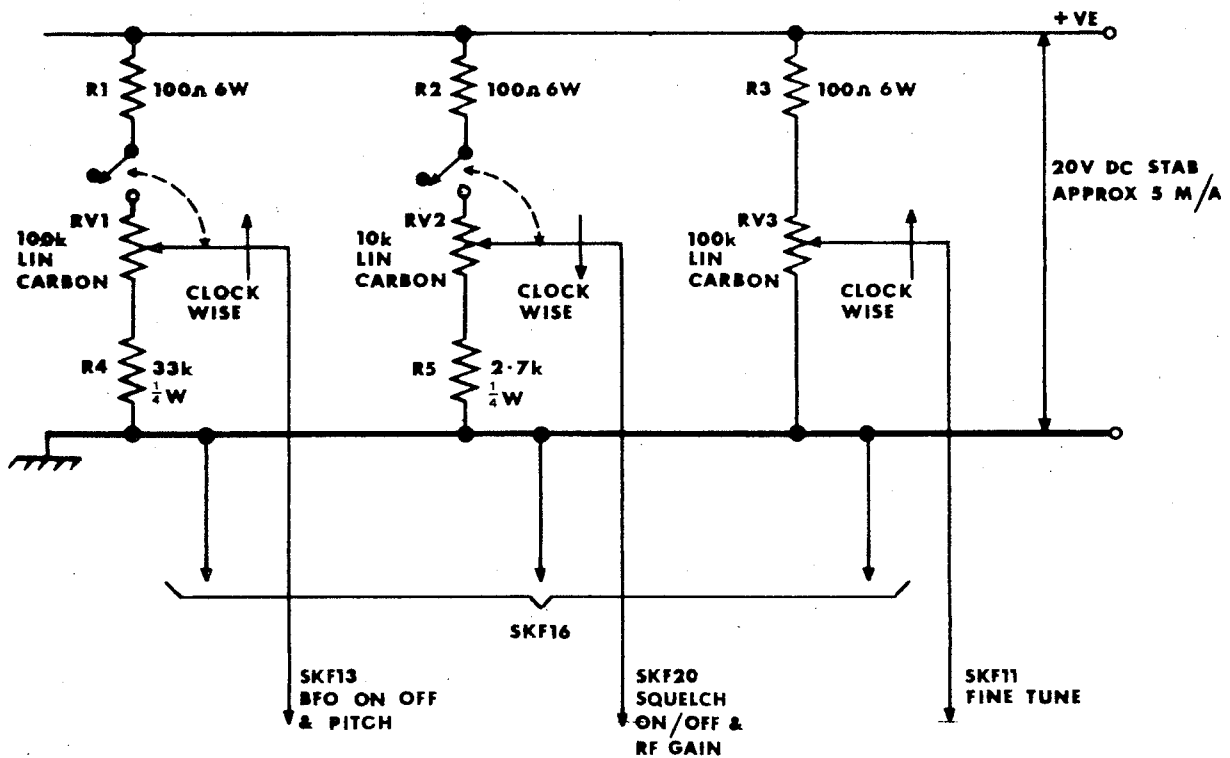 + VE
R1
100Ω 6W
R2
100Ω 6W
R3
100Ω 6W
20V DC STAB
APPROX 5 M/A
RV1
100k
LIN
CARBON
CLOCK
WISE
RV2
10k
LIN
CARBON
CLOCK
WISE
RV3
100k
LIN
CARBON
CLOCK
WISE
R4
33k
¼W
R5
2·7k
¼W
SKF16
SKF13
BFO ON OFF
& PITCH
SKF20
SQUELCH
ON/OFF &
RF GAIN
SKF11
FINE TUNE